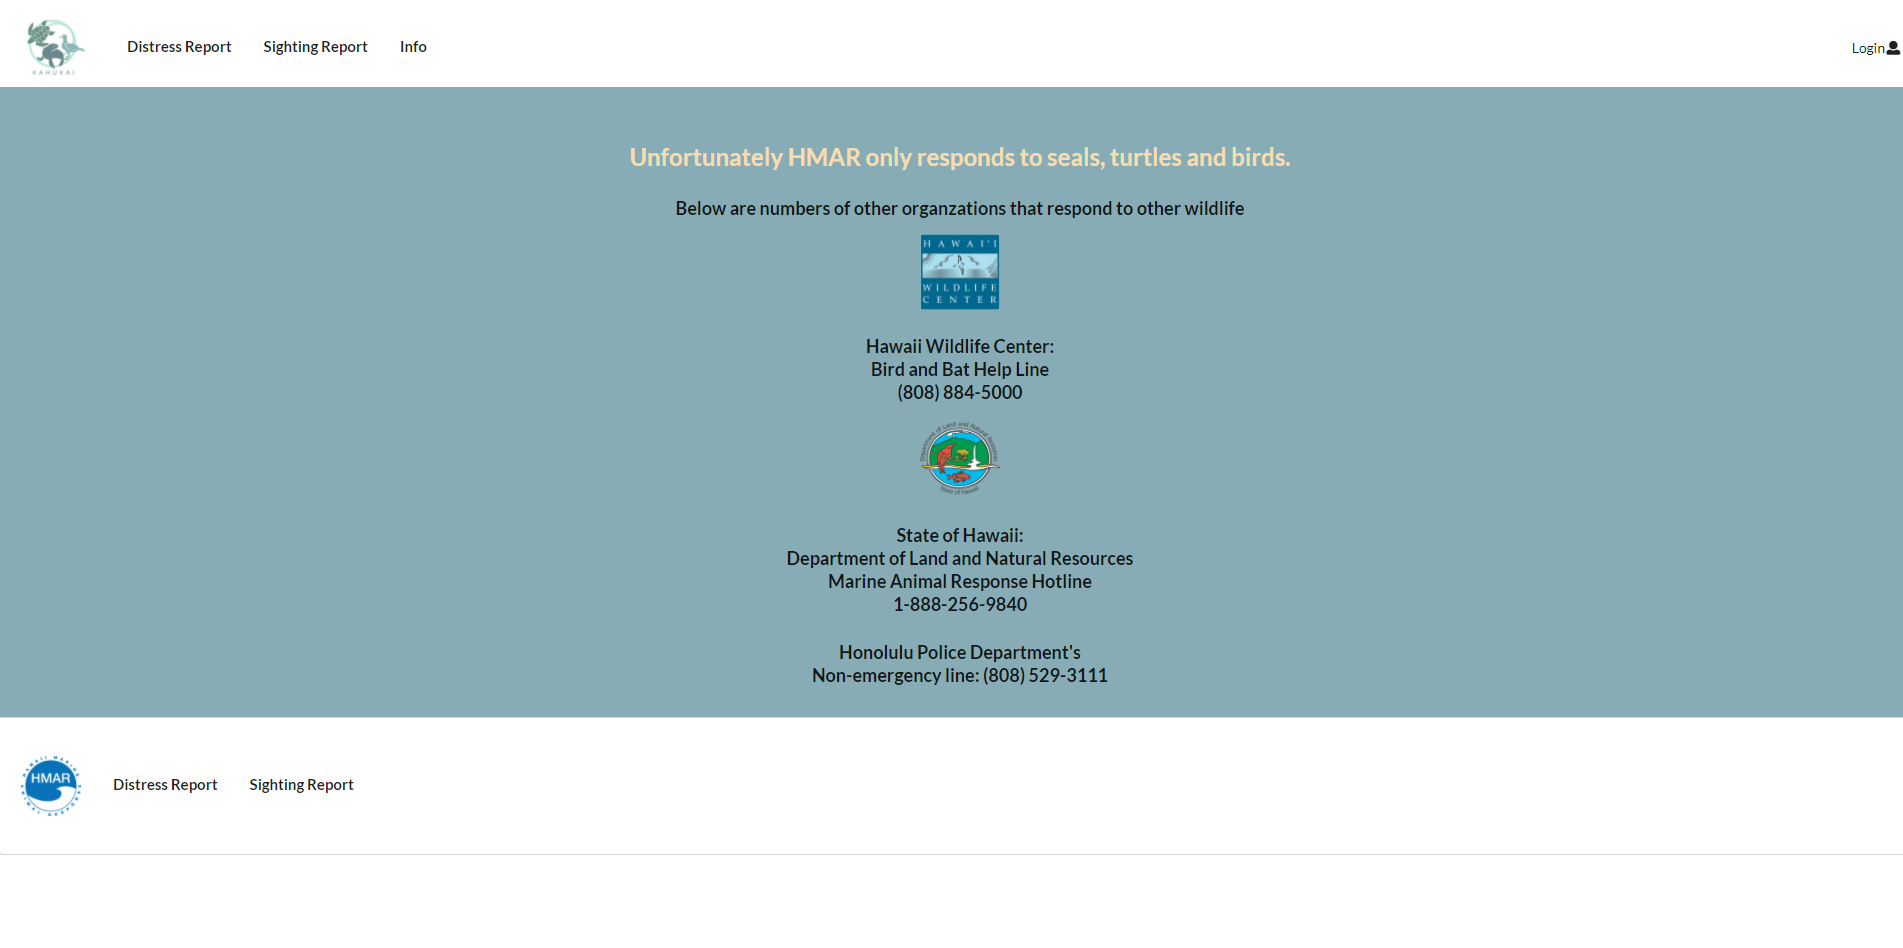 KAHUKAI
Distress Report
Sighting Report
Info
Login
Unfortunately HMAR only responds to seals, turtles and birds.
Below are numbers of other organzations that respond to other wildlife
HAWAI'I
WILDLIFE
CENTER
Hawaii Wildlife Center:
Bird and Bat Help Line
(808) 884-5000
Department of Land and Natural Resources
State of Hawaii
State of Hawaii:
Department of Land and Natural Resources
Marine Animal Response Hotline
1-888-256-9840
Honolulu Police Department's
Non-emergency line: (808) 529-3111
HAWAII MARINE
HMAR
ANIMAL RESPONSE
Distress Report
Sighting Report